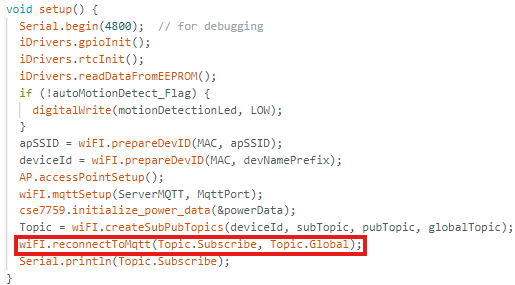 void setup() {
  Serial.begin(4800);  // for debugging
  iDrivers.gpioInit();
  iDrivers.rtcInit();
  iDrivers.readDataFromEEPROM();
  if (!autoMotionDetect_Flag) {
    digitalWrite(motionDetectionLed, LOW);
  }
  apSSID = wiFI.prepareDevID(MAC, apSSID);
  deviceId = wiFI.prepareDevID(MAC, devNamePrefix);
  AP.accessPointSetup();
  wiFI.mqttSetup(ServerMQTT, MqttPort);
  cse7759.initialize_power_data(&powerData);
  Topic = wiFI.createSubPubTopics(deviceId, subTopic, pubTopic, globalTopic);
  wiFI.reconnectToMqtt(Topic.Subscribe, Topic.Global);
  Serial.println(Topic.Subscribe);
}